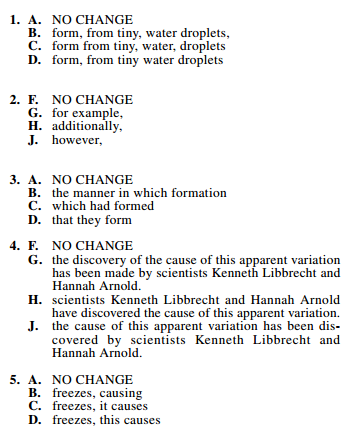 1. A. NO CHANGE
B. form, from tiny, water droplets,
C. form from tiny, water, droplets
D. form, from tiny water droplets
2. F. NO CHANGE
G. for example,
H. additionally,
J. however,
3. A. NO CHANGE
B. the manner in which formation
C. which had formed
D. that they form
4. F. NO CHANGE
G. the discovery of the cause of this apparent variation
has been made by scientists Kenneth Libbrecht and
Hannah Arnold.
H. scientists Kenneth Libbrecht and Hannah Arnold
have discovered the cause of this apparent variation.
J. the cause of this apparent variation has been dis-
covered by scientists Kenneth Libbrecht and
Hannah Arnold.
5. A. NO CHANGE
B. freezes, causing
C. freezes, it causes
D. freezes, this causes